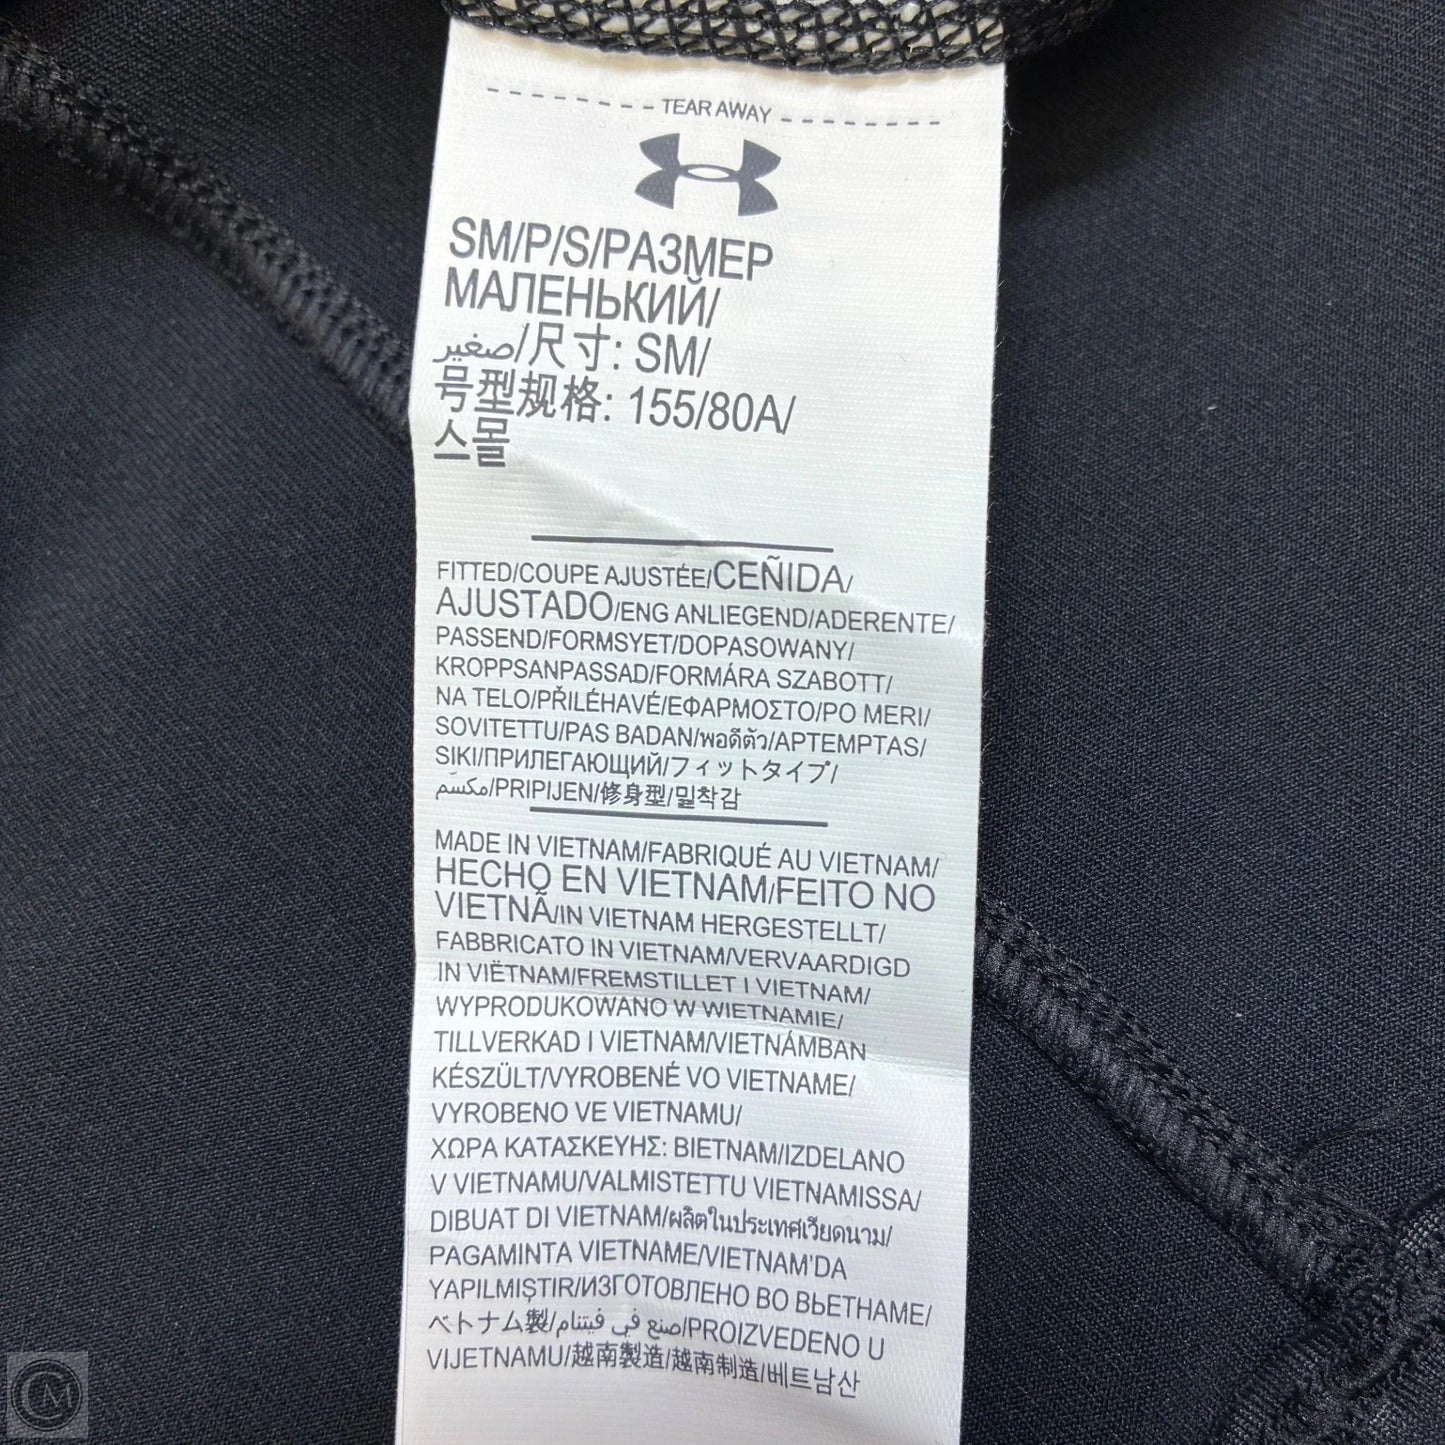 TEAR AWAY
SM/P/S/РАЗМЕР
МАЛЕНЬКИЙ/
صغير/尺寸: SM/
号型规格: 155/80A/
스몰
FITTED/COUPE AJUSTÉE/CEÑIDA/
AJUSTADO/ENG ANLIEGEND/ADERENTE/
PASSEND/FORMSYET/DOPASOWANY/
KROPPSANPASSAD/FORMÁRA SZABOTT/
NA TELO/PŘILÉHAVÉ/ΕΦΑΡΜΟΣΤΟ/PO MERI/
SOVITETTU/PAS BADAN/พอดีตัว/APTEMPTAS/
SIKI/ПРИЛЕГАЮЩИЙ/フィットタイプ/
مكسّم/PRIPIJEN/修身型/밀착감
MADE IN VIETNAM/FABRIQUÉ AU VIETNAM/
HECHO EN VIETNAM/FEITO NO
VIETNÃ/IN VIETNAM HERGESTELLT/
FABBRICATO IN VIETNAM/VERVAARDIGD
IN VIËTNAM/FREMSTILLET I VIETNAM/
WYPRODUKOWANO W WIETNAMIE/
TILLVERKAD I VIETNAM/VIETNÁMBAN
KÉSZÜLT/VYROBENÉ VO VIETNAME/
VYROBENO VE VIETNAMU/
ΧΩΡΑ ΚΑΤΑΣΚΕΥΗΣ: ΒΙΕΤΝΑΜ/IZDELANO
V VIETNAMU/VALMISTETTU VIETNAMISSA/
DIBUAT DI VIETNAM/ผลิตในประเทศเวียดนาม/
PAGAMINTA VIETNAME/VIETNAM'DA
YAPILMIŞTIR/ИЗГОТОВЛЕНО ВО ВЬЕТНАМЕ/
ベトナム製/صنع في فيتنام/PROIZVEDENO U
VIJETNAMU/越南製造/越南制造/베트남산
CM